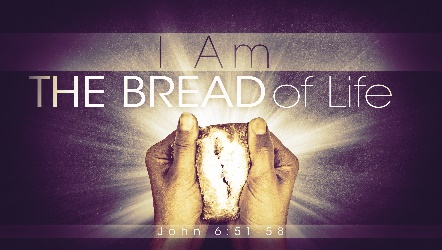 I Am
THE BREAD of Life
John 6:51-58